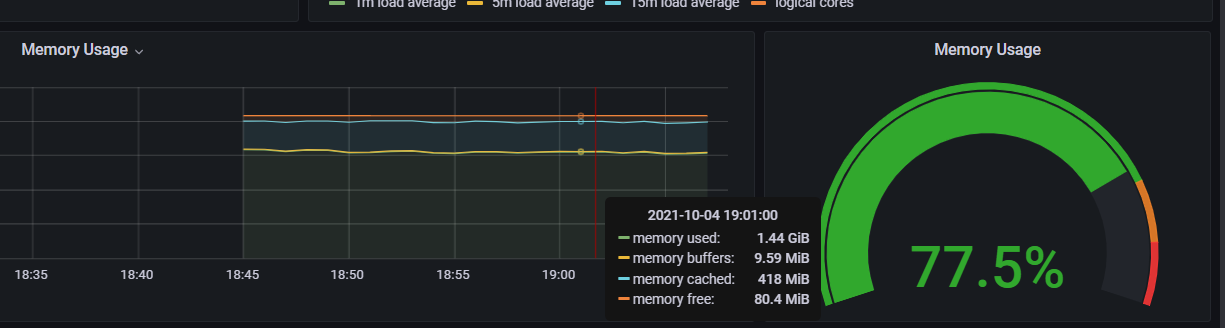 1m load average 5m load average 15m load average logical cores
Memory Usage
18:35 18:40 18:45 18:50 18:55 19:00
2021-10-04 19:01:00
memory used: 1.44 GiB
memory buffers: 9.59 MiB
memory cached: 418 MiB
memory free: 80.4 MiB
Memory Usage
77.5%